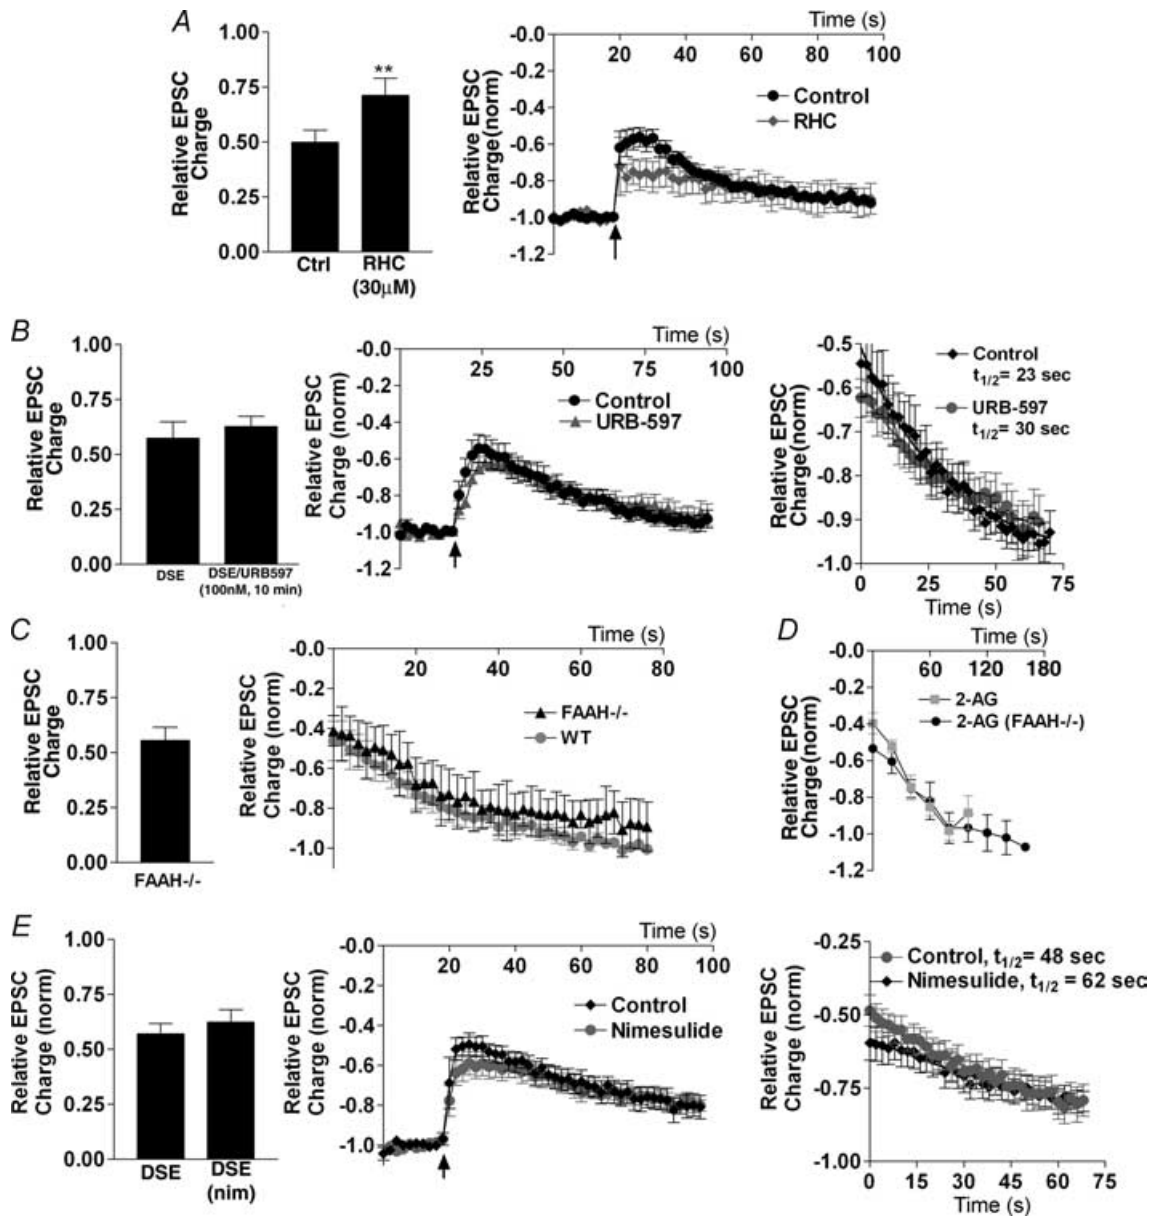 A
Relative EPSC
Charge
1.00
0.75
0.50
0.25
0.00
**
Ctrl
RHC
(30µM)
Time (s)
Relative EPSC
Charge(norm)
-0.0
-0.2
-0.4
-0.6
-0.8
-1.0
-1.2
20
40
60
80
100
Control
RHC
B
Relative EPSC
Charge
1.00
0.75
0.50
0.25
0.00
DSE
DSE/URB597
(100nM, 10 min)
Time (s)
Relative EPSC
Charge (norm)
-0.0
-0.2
-0.4
-0.6
-0.8
-1.0
-1.2
25
50
75
100
Control
URB-597
Relative EPSC
Charge(norm)
-0.5
-0.6
-0.7
-0.8
-0.9
-1.0
Control
t1/2= 23 sec
URB-597
t1/2= 30 sec
0
25
50
75
Time (s)
C
Relative EPSC
Charge
1.00
0.75
0.50
0.25
0.00
FAAH-/-
Time (s)
Relative EPSC
Charge (norm)
-0.0
-0.2
-0.4
-0.6
-0.8
-1.0
20
40
60
80
FAAH-/-
WT
D
Time (s)
Relative EPSC
Charge(norm)
-0.0
-0.2
-0.4
-0.6
-0.8
-1.0
-1.2
60
120
180
2-AG
2-AG (FAAH-/-)
E
Relative EPSC
Charge (norm)
1.00
0.75
0.50
0.25
0.00
DSE
DSE
(nim)
Time (s)
Relative EPSC
Charge (norm)
-0.0
-0.2
-0.4
-0.6
-0.8
-1.0
20
40
60
80
100
Control
Nimesulide
Relative EPSC
Charge (norm)
-0.25
-0.50
-0.75
-1.00
Control, t1/2= 48 sec
Nimesulide, t1/2 = 62 sec
0
15
30
45
60
75
Time (s)